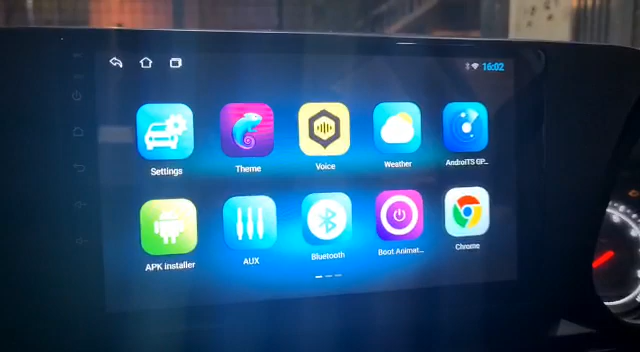 16:02
Settings
Theme
Voice
Weather
AndroiTS GP...
APK installer
AUX
Bluetooth
Boot Animat...
Chrome